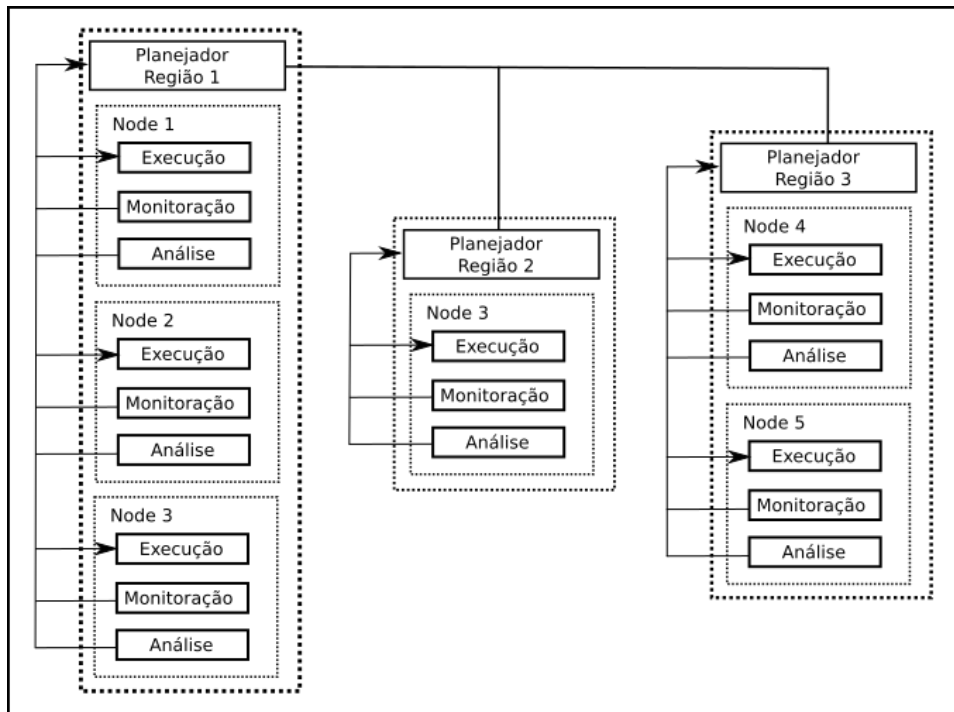 Planejador
Região 1
Node 1
Execução
Monitoração
Análise
Node 2
Execução
Monitoração
Análise
Node 3
Execução
Monitoração
Análise
Planejador
Região 2
Node 3
Execução
Monitoração
Análise
Planejador
Região 3
Node 4
Execução
Monitoração
Análise
Node 5
Execução
Monitoração
Análise